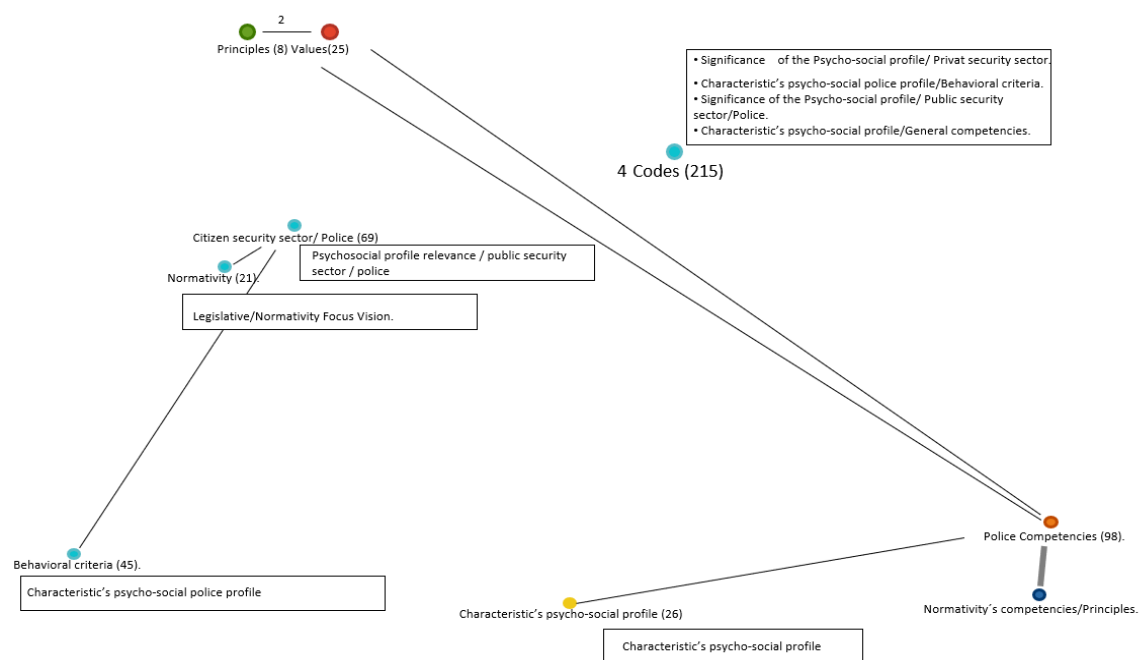 2
Principles (8) Values(25)
• Significance of the Psycho-social profile/ Privat security sector.
• Characteristic’s psycho-social police profile/Behavioral criteria.
• Significance of the Psycho-social profile/ Public security
sector/Police.
• Characteristic’s psycho-social profile/General competencies.
4 Codes (215)
Citizen security sector/ Police (69)
Psychosocial profile relevance / public security
sector / police
Normativity (21).
Legislative/Normativity Focus Vision.
Police Competencies (98).
Behavioral criteria (45).
Characteristic’s psycho-social police profile
Characteristic’s psycho-social profile (26)
Normativity´s competencies/Principles.
Characteristic’s psycho-social profile